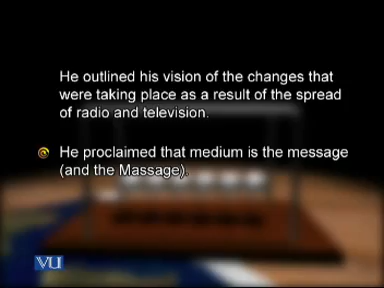 He outlined his vision of the changes that
were taking place as a result of the spread
of radio and television.
He proclaimed that medium is the message
(and the Massage).
VU